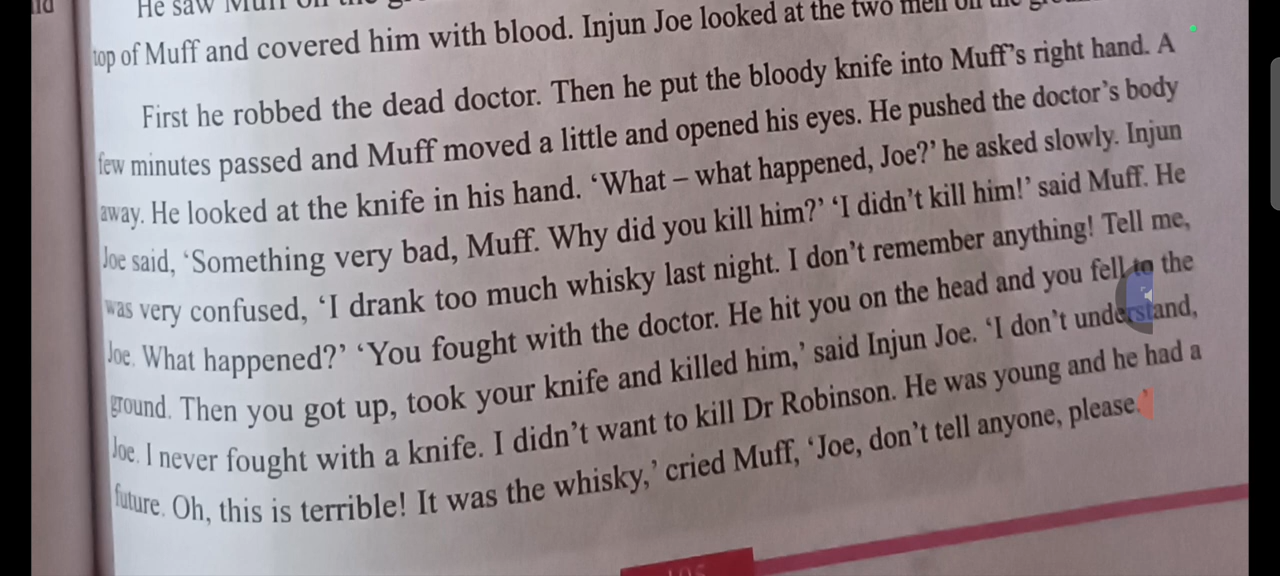 He saw Muff on the
top of Muff and covered him with blood. Injun Joe looked at the two men on the
First he robbed the dead doctor. Then he put the bloody knife into Muff's right hand. A
few minutes passed and Muff moved a little and opened his eyes. He pushed the doctor's body
away. He looked at the knife in his hand. ‘What – what happened, Joe?’ he asked slowly. Injun
Joe said, ‘Something very bad, Muff. Why did you kill him?’ ‘I didn't kill him!’ said Muff. He
was very confused, ‘I drank too much whisky last night. I don't remember anything! Tell me,
Joe. What happened?’ ‘You fought with the doctor. He hit you on the head and you fell to the
ground. Then you got up, took your knife and killed him,’ said Injun Joe. ‘I don't understand,
Joe. I never fought with a knife. I didn't want to kill Dr Robinson. He was young and he had a
future. Oh, this is terrible! It was the whisky,’ cried Muff, ‘Joe, don't tell anyone, please.’